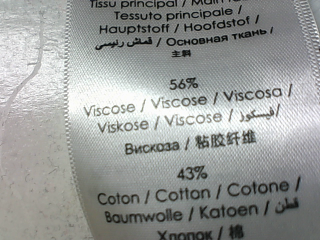 Tissu principal / Main
Tessuto principale /
Hauptstoff / Hoofdstof /
قماش رئيسي / Основная ткань /
主料
56%
Viscose / Viscose / Viscosa /
Viskose / Viscose / فيسكوز /
Вискоза / 粘胶纤维
43%
Coton / Cotton / Cotone /
Baumwolle / Katoen / قطن /
Хлопок / 棉